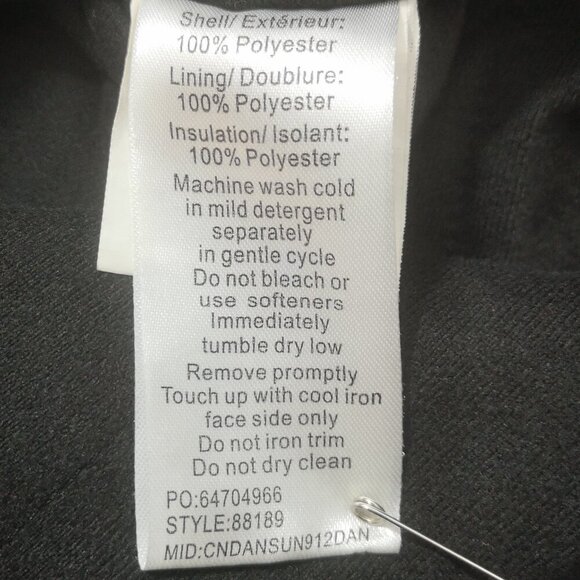 Shell/ Extérieur:
100% Polyester
Lining/ Doublure:
100% Polyester
Insulation/ Isolant:
100% Polyester
Machine wash cold
in mild detergent
separately
in gentle cycle
Do not bleach or
use softeners
Immediately
tumble dry low
Remove promptly
Touch up with cool iron
face side only
Do not iron trim
Do not dry clean
PO:64704966
STYLE:88189
MID:CNDANSUN912DAN